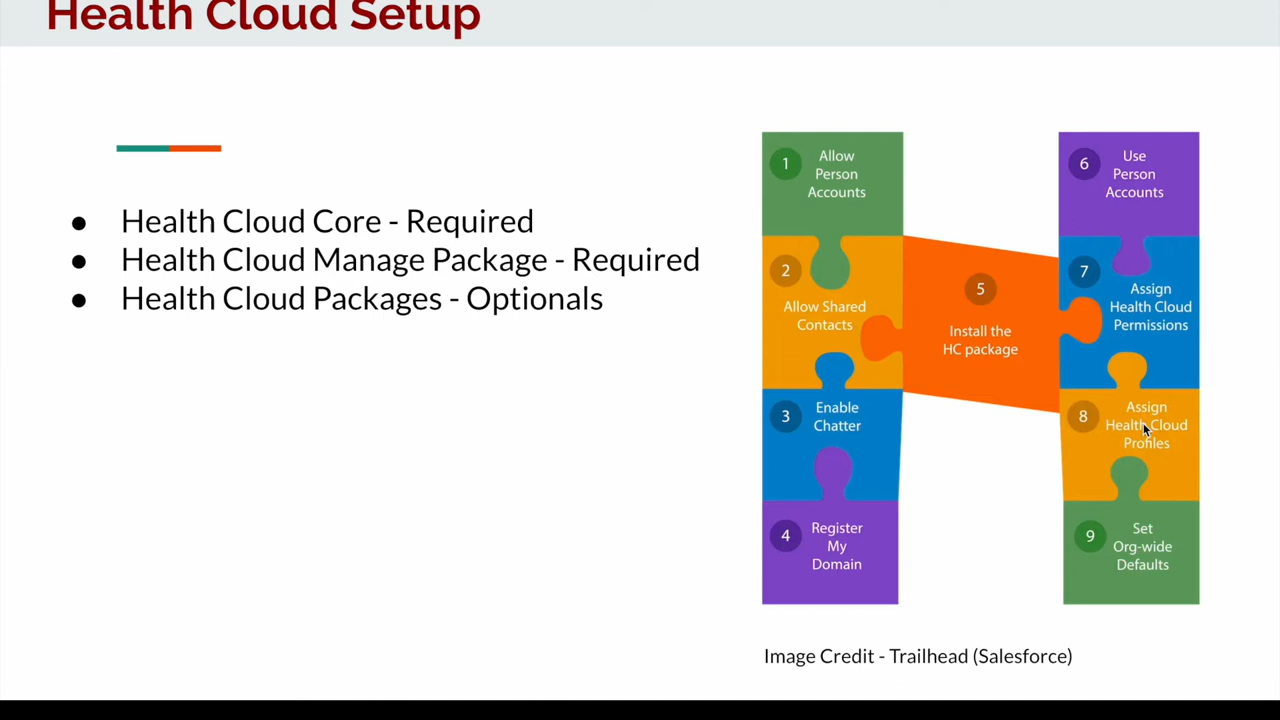 Health Cloud Setup
● Health Cloud Core - Required
● Health Cloud Manage Package - Required
● Health Cloud Packages - Optionals
1
Allow
Person
Accounts
2
Allow Shared
Contacts
3
Enable
Chatter
4
Register
My
Domain
5
Install the
HC package
6
Use
Person
Accounts
7
Assign
Health Cloud
Permissions
8
Assign
Health Cloud
Profiles
9
Set
Org-wide
Defaults
Image Credit - Trailhead (Salesforce)